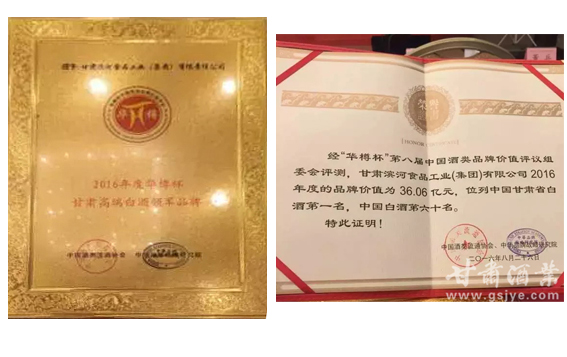 授予 甘肃滨河食品工业(集团)有限责任公司
华樽
2016年度华樽杯
甘肃高端白酒领军品牌
中国酒类流通协会
经“华樽杯”第八届中国酒类品牌价值评议组
委会评测，甘肃滨河食品工业(集团)有限公司2016
年度的品牌价值为36.06亿元，位列中国甘肃省白
酒第一名，中国白酒第六十名。
特此证明！
中国酒类流通协会、中华
二〇一六年八月二十六日
甘肃酒业
www.gsjye.com